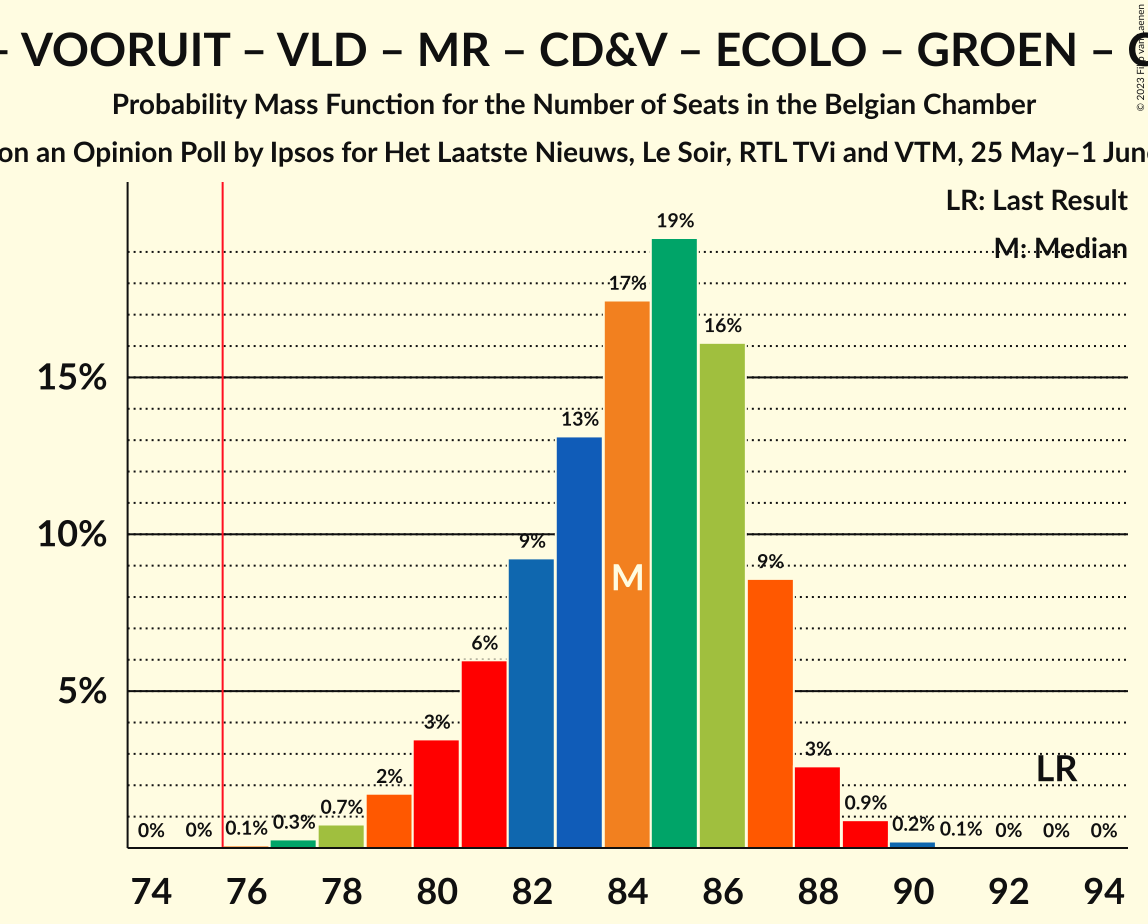 – VOORUIT – VLD – MR – CD&V – ECOLO – GROEN –
Probability Mass Function for the Number of Seats in the Belgian Chamber
on an Opinion Poll by Ipsos for Het Laatste Nieuws, Le Soir, RTL TVi and VTM, 25 May–1 June
© 2023 Filip van Laenen
LR: Last Result
M: Median
15%
10%
5%
0%
0%
0.1%
0.3%
0.7%
2%
3%
6%
9%
13%
17%
19%
16%
9%
3%
0.9%
0.2%
0.1%
0%
0%
0%
M
LR
74 76 78 80 82 84 86 88 90 92 94